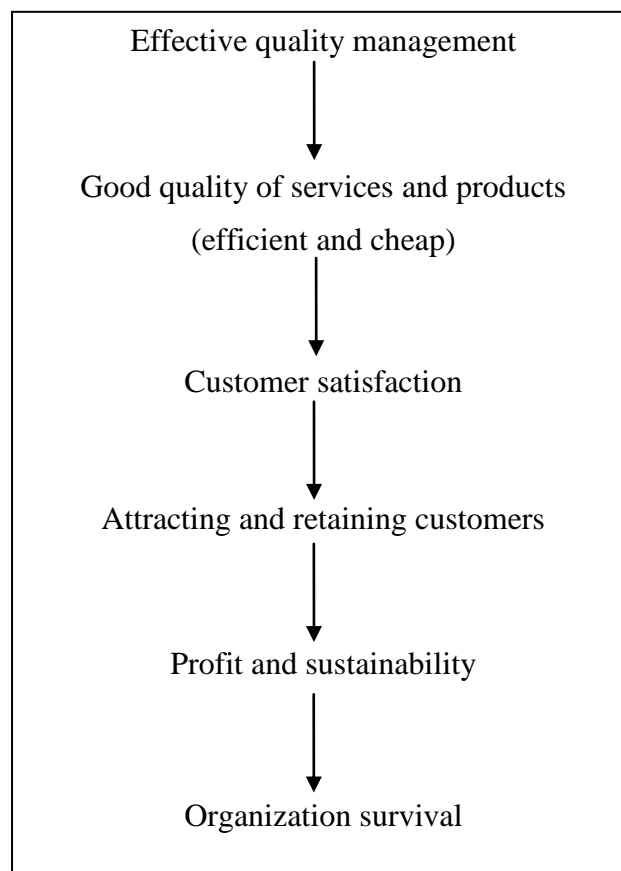 Effective quality management
Good quality of services and products
(efficient and cheap)
Customer satisfaction
Attracting and retaining customers
Profit and sustainability
Organization survival